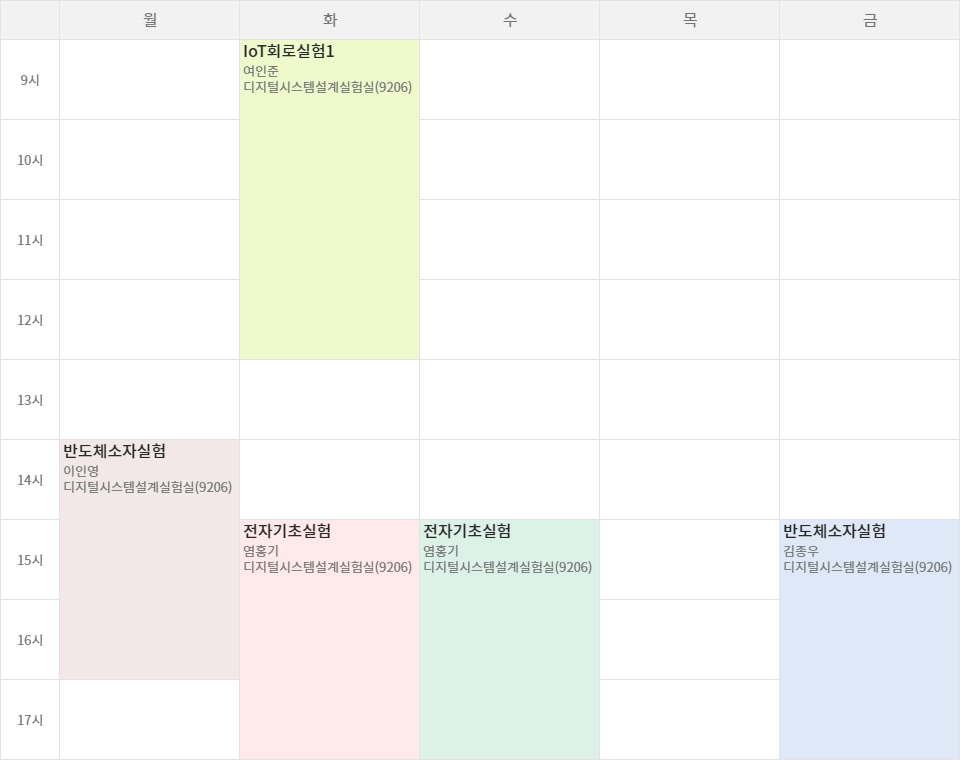 월 화 수 목 금
9시
IoT회로실험1
여인준
디지털시스템설계실험실(9206)
10시
11시
12시
13시
14시
반도체소자실험
이인영
디지털시스템설계실험실(9206)
15시
전자기초실험
염홍기
디지털시스템설계실험실(9206)
전자기초실험
염홍기
디지털시스템설계실험실(9206)
반도체소자실험
김종우
디지털시스템설계실험실(9206)
16시
17시